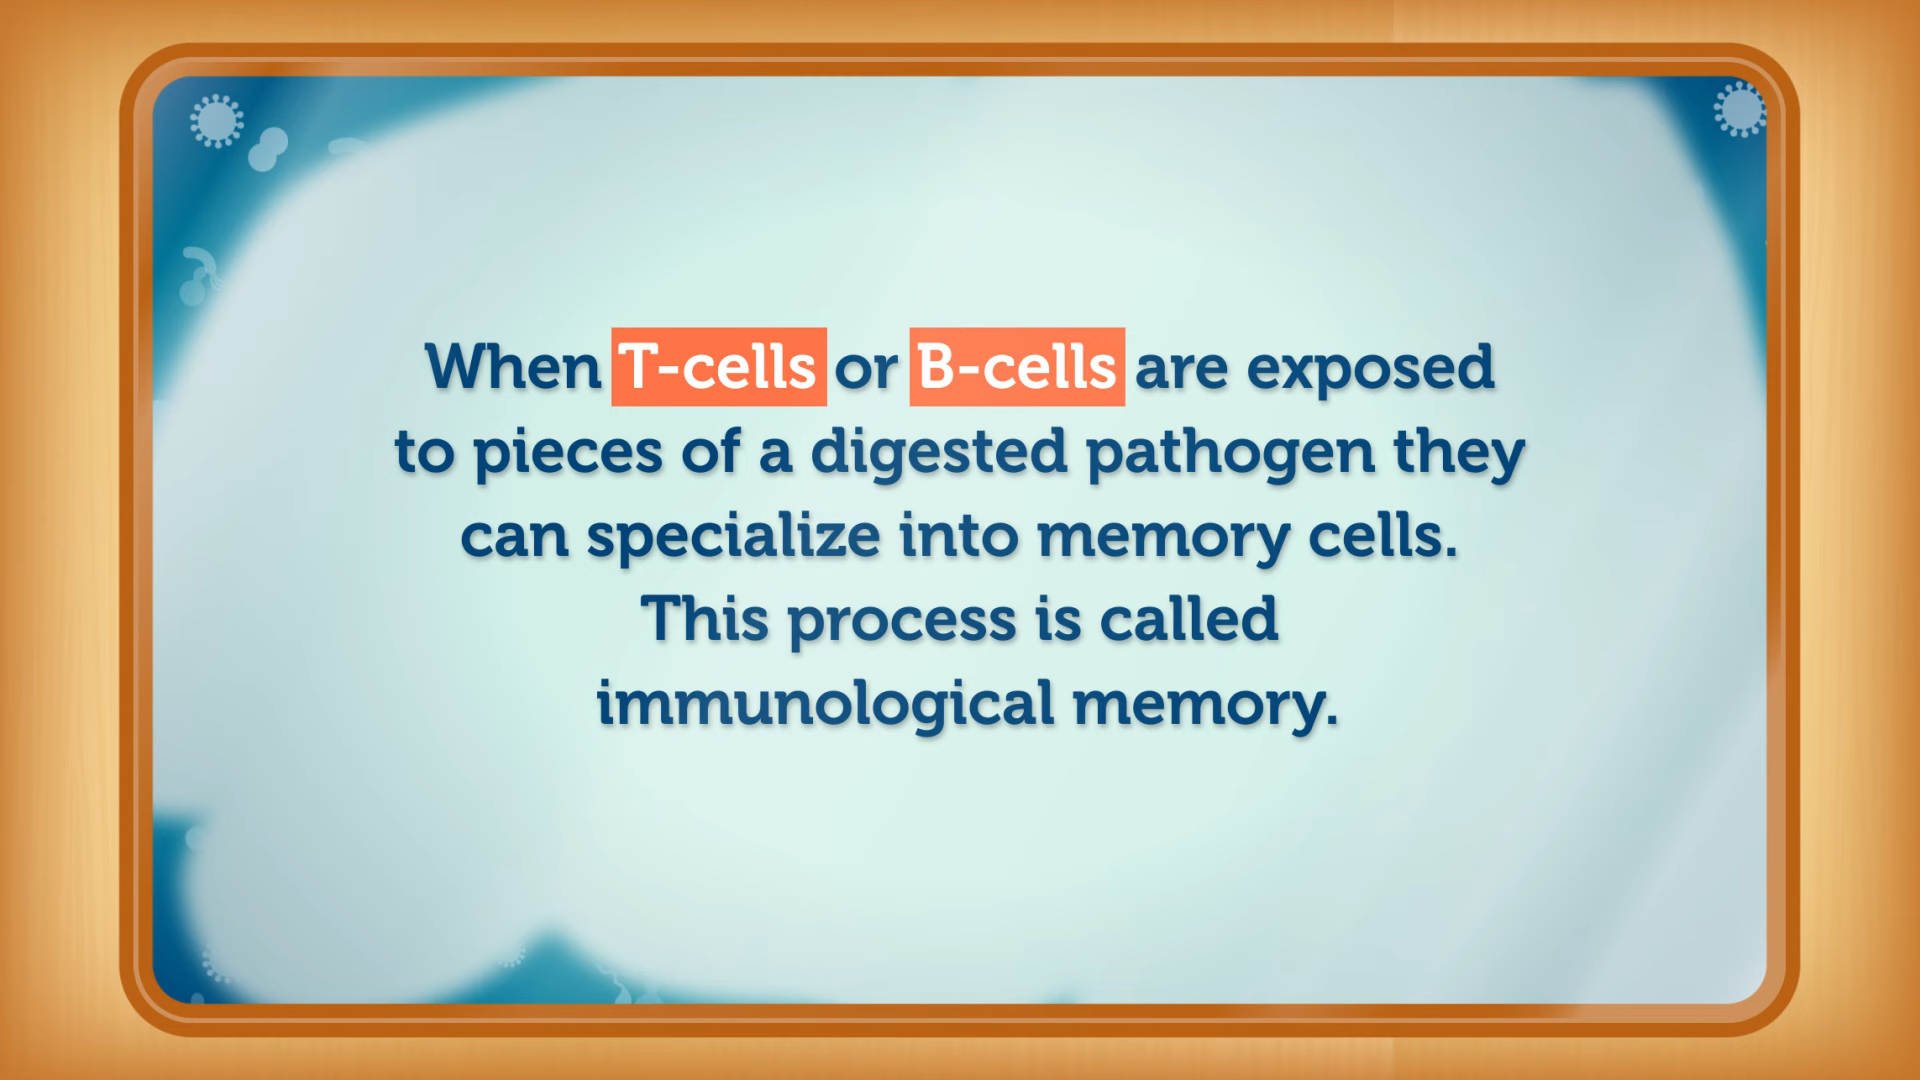 When T-cells or B-cells are exposed
to pieces of a digested pathogen they
can specialize into memory cells.
This process is called
immunological memory.